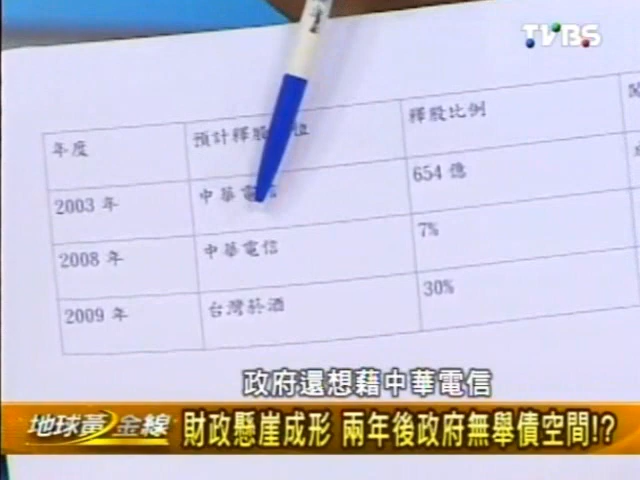 TVBS
年度 預計釋股 位 釋股比例
2003 年 中華電信 654 億
2008 年 中華電信 7%
2009 年 台灣菸酒 30%
政府還想藉中華電信
地球黃金線 財政懸崖成形 兩年後政府無舉債空間!?